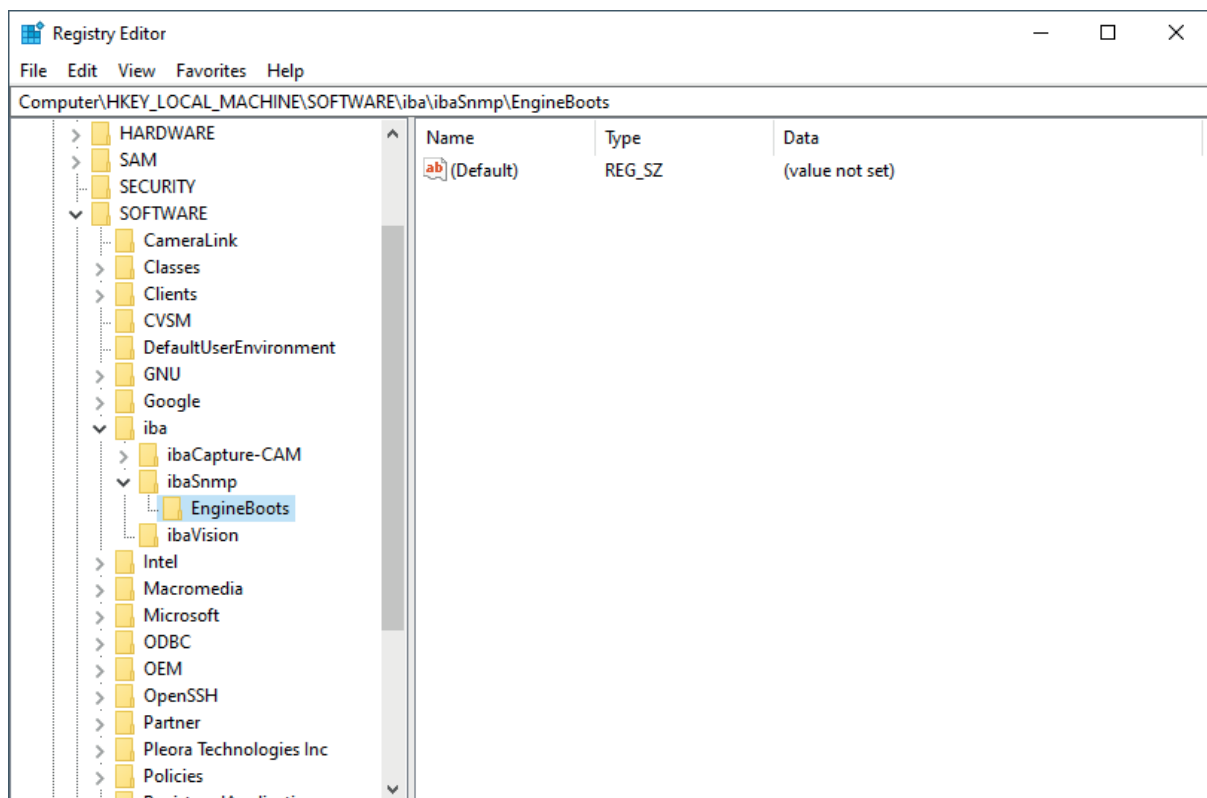 Registry Editor
File Edit View Favorites Help
Computer\HKEY_LOCAL_MACHINE\SOFTWARE\iba\ibaSnmp\EngineBoots
HARDWARE
SAM
SECURITY
SOFTWARE
CameraLink
Classes
Clients
CVSM
DefaultUserEnvironment
GNU
Google
iba
ibaCapture-CAM
ibaSnmp
EngineBoots
ibaVision
Intel
Macromedia
Microsoft
ODBC
OEM
OpenSSH
Partner
Pleora Technologies Inc
Policies
Name Type Data
ab (Default) REG_SZ (value not set)